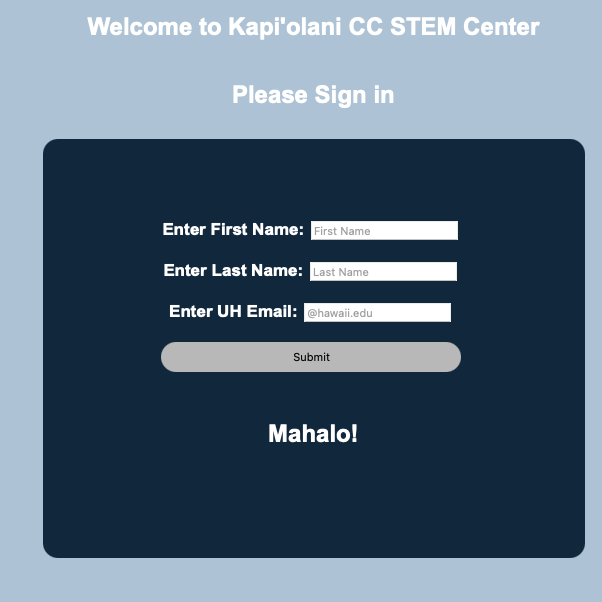 Welcome to Kapi'olani CC STEM Center
Please Sign in
Enter First Name: First Name
Enter Last Name: Last Name
Enter UH Email: @hawaii.edu
Submit
Mahalo!